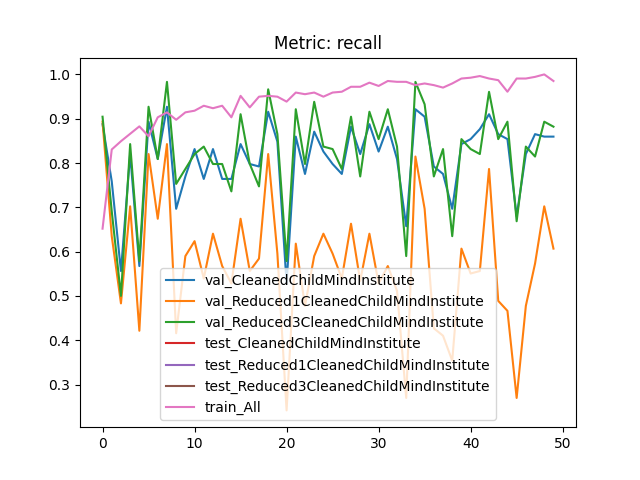 Metric: recall
1.0
0.9
0.8
0.7
0.6
0.5
0.4
0.3
val_CleanedChildMindInstitute
val_Reduced1CleanedChildMindInstitute
val_Reduced3CleanedChildMindInstitute
test_CleanedChildMindInstitute
test_Reduced1CleanedChildMindInstitute
test_Reduced3CleanedChildMindInstitute
train_All
0 10 20 30 40 50